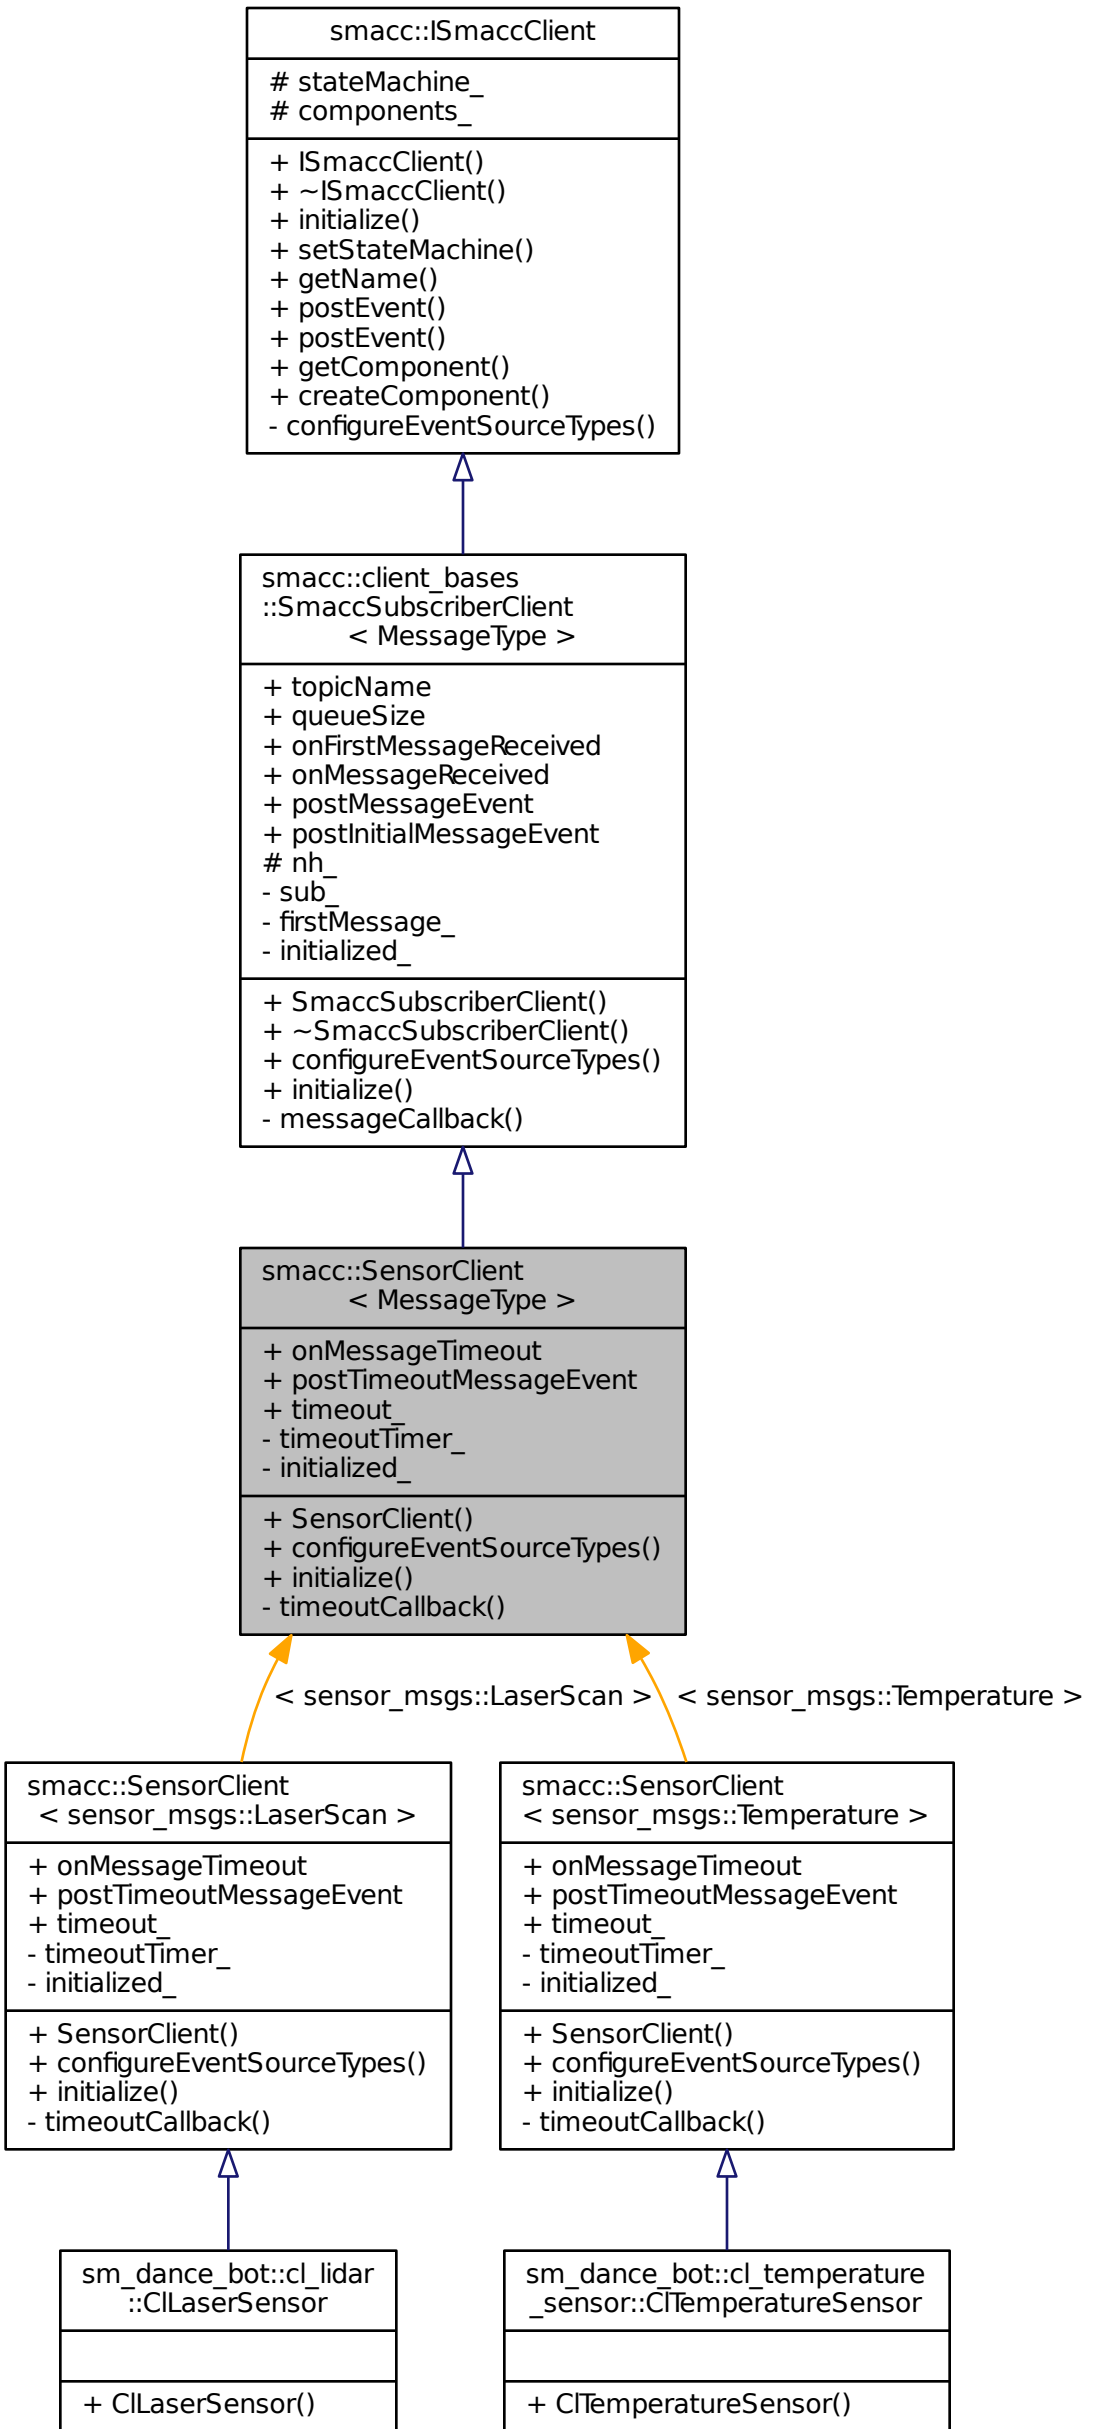 smacc::ISmaccClient
# stateMachine_
# components_
+ ISmaccClient()
+ ~ISmaccClient()
+ initialize()
+ setStateMachine()
+ getName()
+ postEvent()
+ postEvent()
+ getComponent()
+ createComponent()
- configureEventSourceTypes()
smacc::client_bases
::SmaccSubscriberClient
< MessageType >
+ topicName
+ queueSize
+ onFirstMessageReceived
+ onMessageReceived
+ postMessageEvent
+ postInitialMessageEvent
# nh_
- sub_
- firstMessage_
- initialized_
+ SmaccSubscriberClient()
+ ~SmaccSubscriberClient()
+ configureEventSourceTypes()
+ initialize()
- messageCallback()
smacc::SensorClient
< MessageType >
+ onMessageTimeout
+ postTimeoutMessageEvent
+ timeout_
- timeoutTimer_
- initialized_
+ SensorClient()
+ configureEventSourceTypes()
+ initialize()
- timeoutCallback()
< sensor_msgs::LaserScan >
< sensor_msgs::Temperature >
smacc::SensorClient
< sensor_msgs::LaserScan >
+ onMessageTimeout
+ postTimeoutMessageEvent
+ timeout_
- timeoutTimer_
- initialized_
+ SensorClient()
+ configureEventSourceTypes()
+ initialize()
- timeoutCallback()
smacc::SensorClient
< sensor_msgs::Temperature >
+ onMessageTimeout
+ postTimeoutMessageEvent
+ timeout_
- timeoutTimer_
- initialized_
+ SensorClient()
+ configureEventSourceTypes()
+ initialize()
- timeoutCallback()
sm_dance_bot::cl_lidar
::ClLaserSensor
+ ClLaserSensor()
sm_dance_bot::cl_temperature
_sensor::ClTemperatureSensor
+ ClTemperatureSensor()